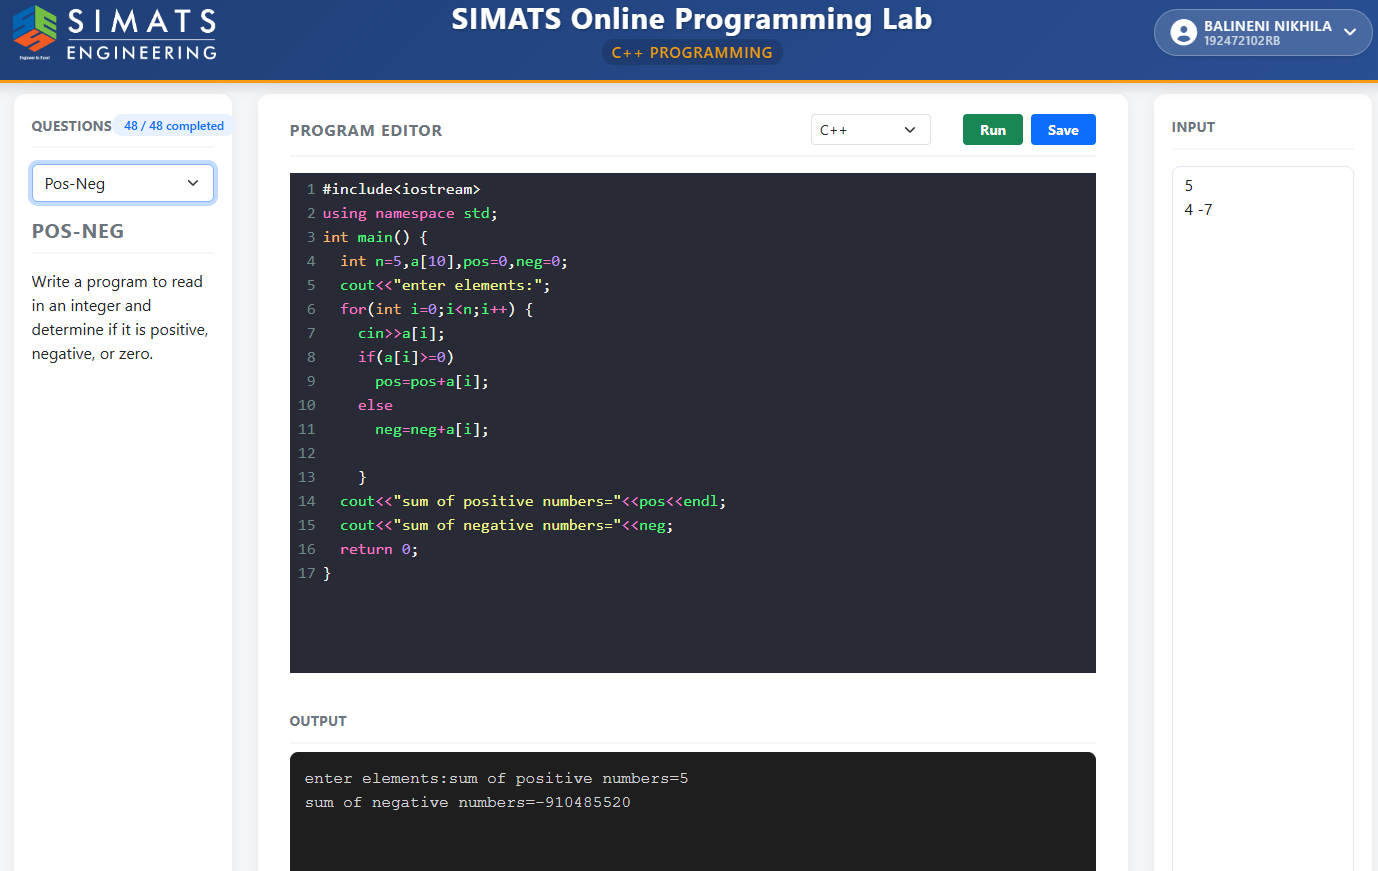 SIMATS
ENGINEERING
Engineer to Excel
SIMATS Online Programming Lab
C++ PROGRAMMING
BALINENI NIKHILA
192472102RB
QUESTIONS
48 / 48 completed
Pos-Neg
POS-NEG
Write a program to read
in an integer and
determine if it is positive,
negative, or zero.
PROGRAM EDITOR
C++
Run
Save
1 #include<iostream>
2 using namespace std;
3 int main() {
4   int n=5,a[10],pos=0,neg=0;
5   cout<<"enter elements:";
6   for(int i=0;i<n;i++) {
7     cin>>a[i];
8     if(a[i]>=0)
9       pos=pos+a[i];
10     else
11       neg=neg+a[i];
12
13     }
14   cout<<"sum of positive numbers="<<pos<<endl;
15   cout<<"sum of negative numbers="<<neg;
16   return 0;
17 }
OUTPUT
enter elements:sum of positive numbers=5
sum of negative numbers=-910485520
INPUT
5
4 -7